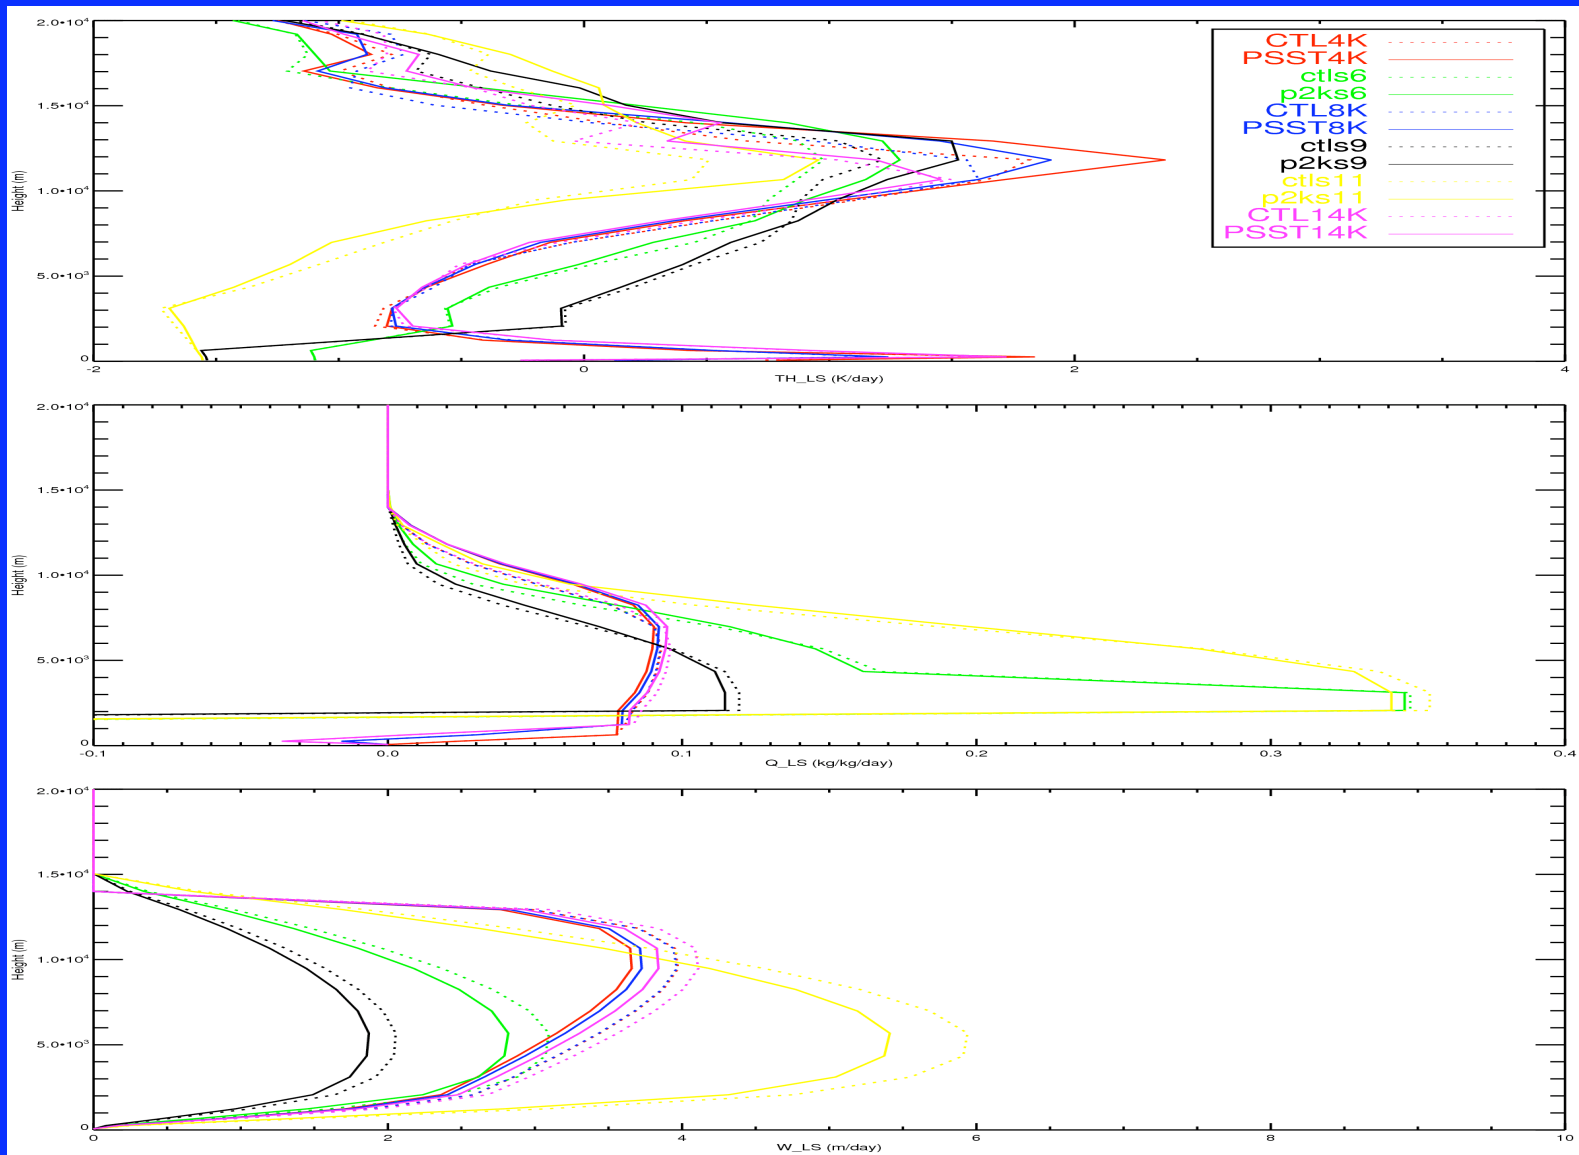 2.0•10⁴
1.5•10⁴
1.0•10⁴
5.0•10³
0
Height (m)
-2
0
2
4
TH_LS (K/day)
CTL4K
PSST4K
ctls6
p2ks6
CTL8K
PSST8K
ctls9
p2ks9
ctls11
p2ks11
CTL14K
PSST14K
2.0•10⁴
1.5•10⁴
1.0•10⁴
5.0•10³
0
Height (m)
-0.1
0.0
0.1
0.2
0.3
0.4
Q_LS (kg/kg/day)
2.0•10⁴
1.5•10⁴
1.0•10⁴
5.0•10³
0
Height (m)
0
2
4
6
8
10
W_LS (m/day)